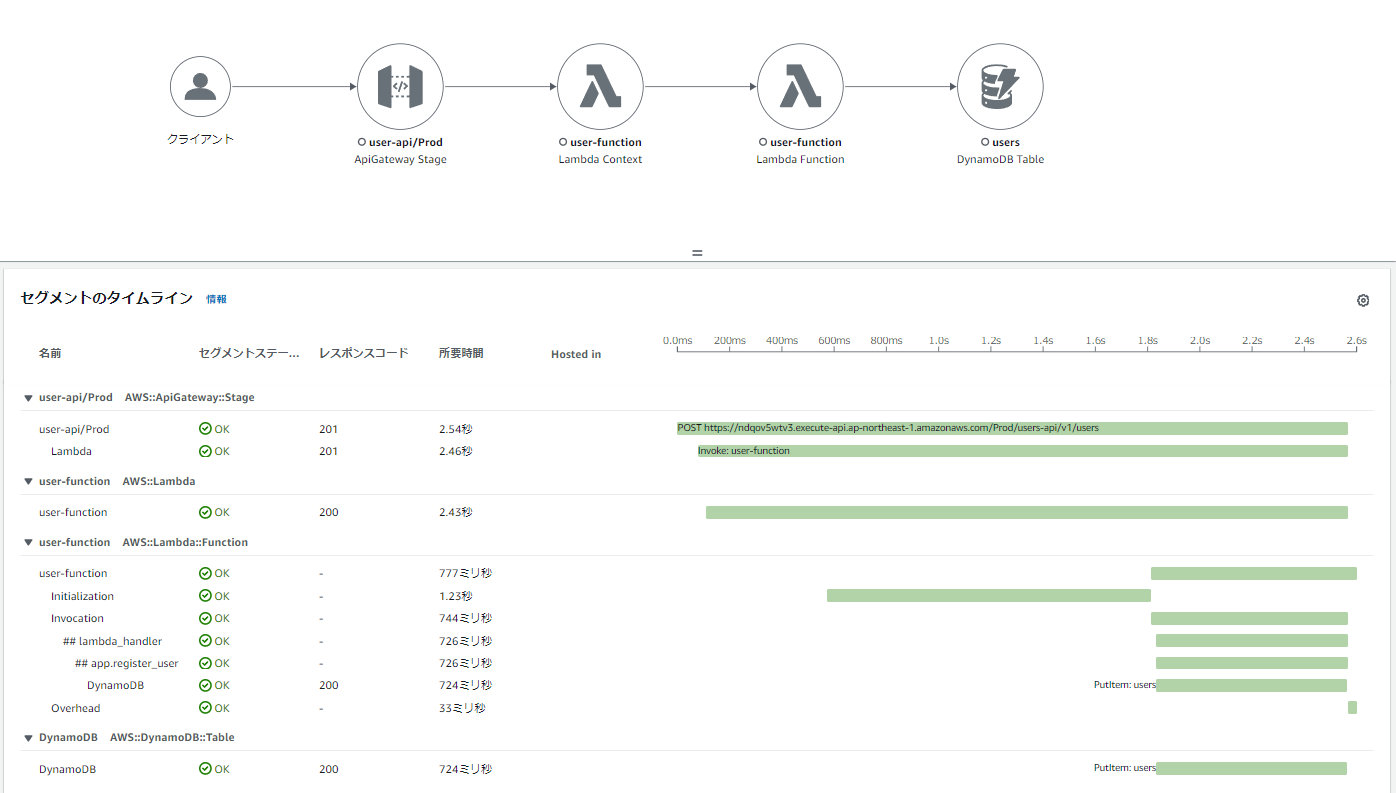 クライアント
user-api/Prod
ApiGateway Stage
user-function
Lambda Context
user-function
Lambda Function
users
DynamoDB Table
セグメントのタイムライン 情報
名前 セグメントステー... レスポンスコード 所要時間 Hosted in 0.0ms 200ms 400ms 600ms 800ms 1.0s 1.2s 1.4s 1.6s 1.8s 2.0s 2.2s 2.4s 2.6s
user-api/Prod AWS::ApiGateway::Stage
user-api/Prod OK 201 2.54秒 POST https://ndqov5wtv3.execute-api.ap-northeast-1.amazonaws.com/Prod/users-api/v1/users
Lambda OK 201 2.46秒 Invoke: user-function
user-function AWS::Lambda
user-function OK 200 2.43秒
user-function AWS::Lambda::Function
user-function OK - 777ミリ秒
Initialization OK - 1.23秒
Invocation OK - 744ミリ秒
## lambda_handler OK - 726ミリ秒
## app.register_user OK - 726ミリ秒
DynamoDB OK 200 724ミリ秒 PutItem: users
Overhead OK - 33ミリ秒
DynamoDB AWS::DynamoDB::Table
DynamoDB OK 200 724ミリ秒 PutItem: users